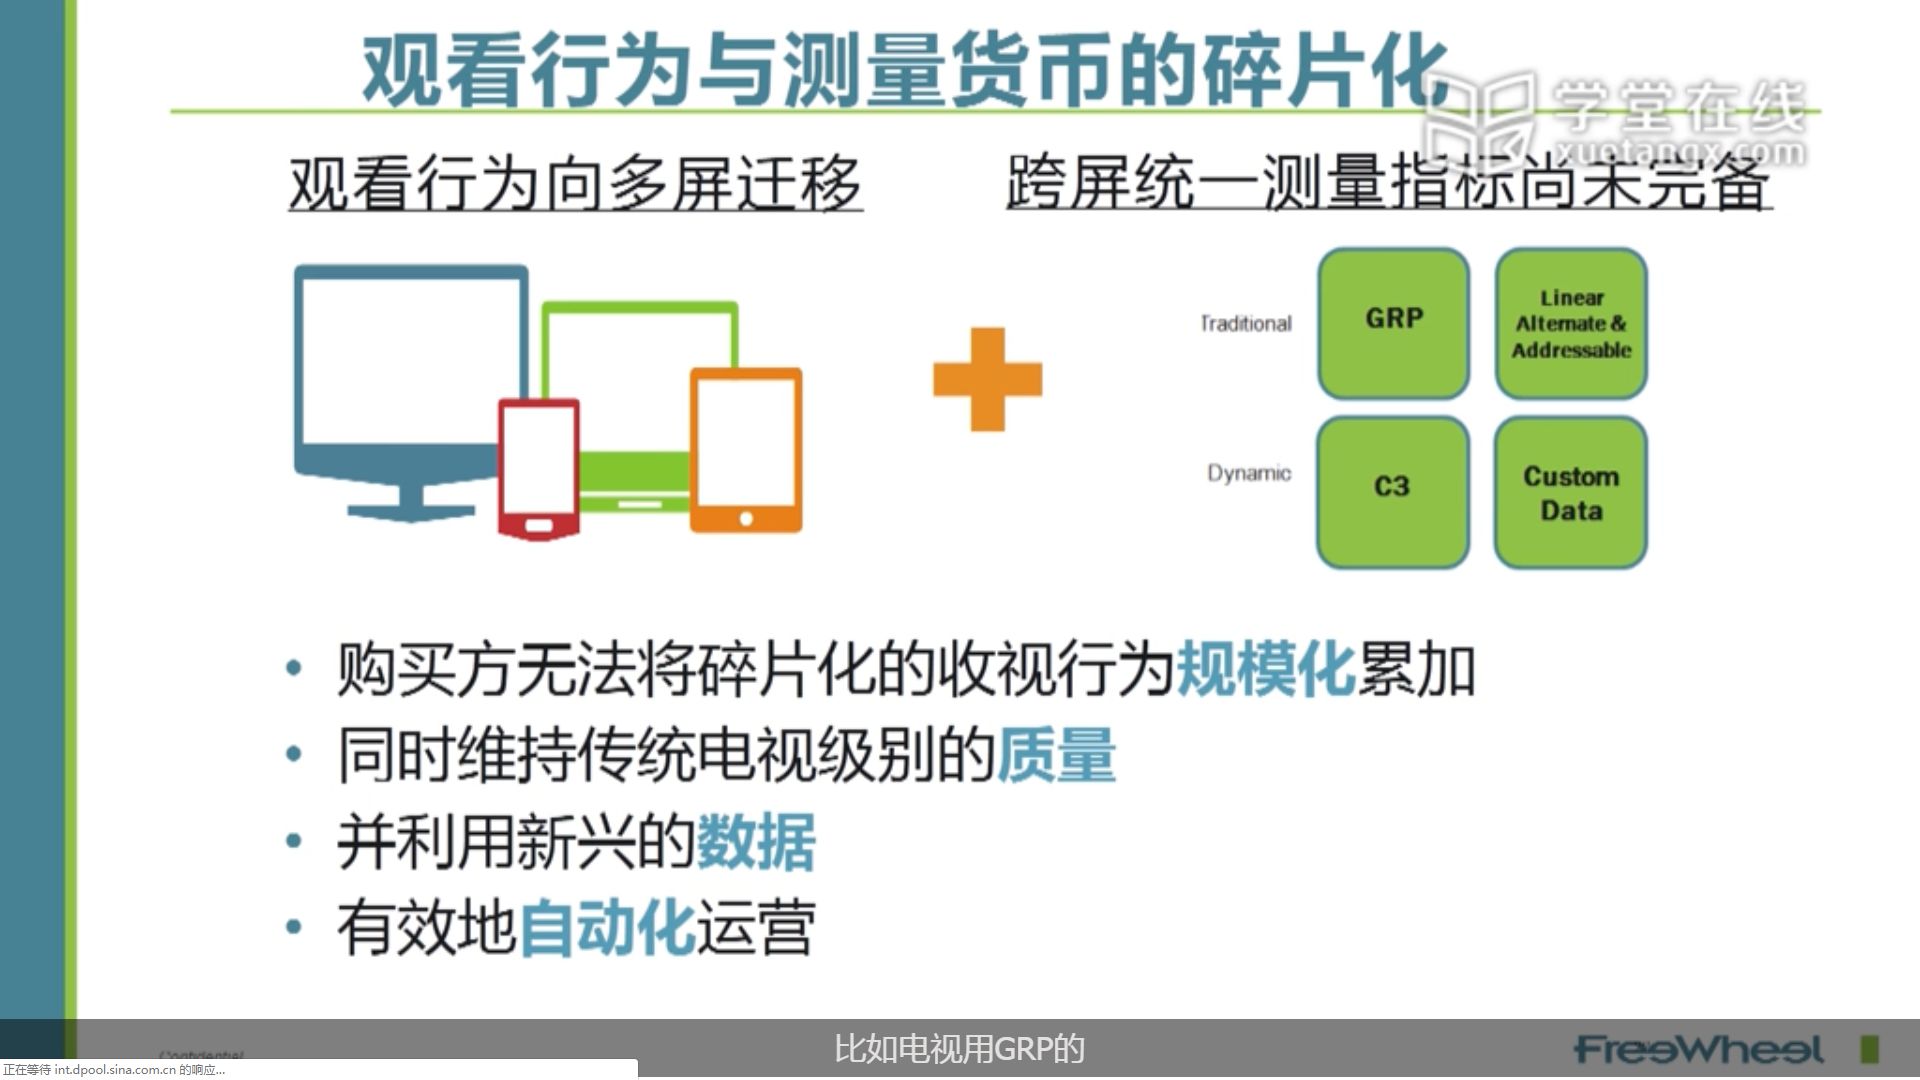 观看行为与测量货币的碎片化
学堂在线
xuetangx.com
观看行为向多屏迁移
跨屏统一测量指标尚未完备
Traditional
GRP
Linear
Alternate &
Addressable
Dynamic
C3
Custom
Data
• 购买方无法将碎片化的收视行为规模化累加
• 同时维持传统电视级别的质量
• 并利用新兴的数据
• 有效地自动化运营
比如电视用GRP的
Confidential
FreeWheel
正在等待 int.dpool.sina.com.cn 的响应...